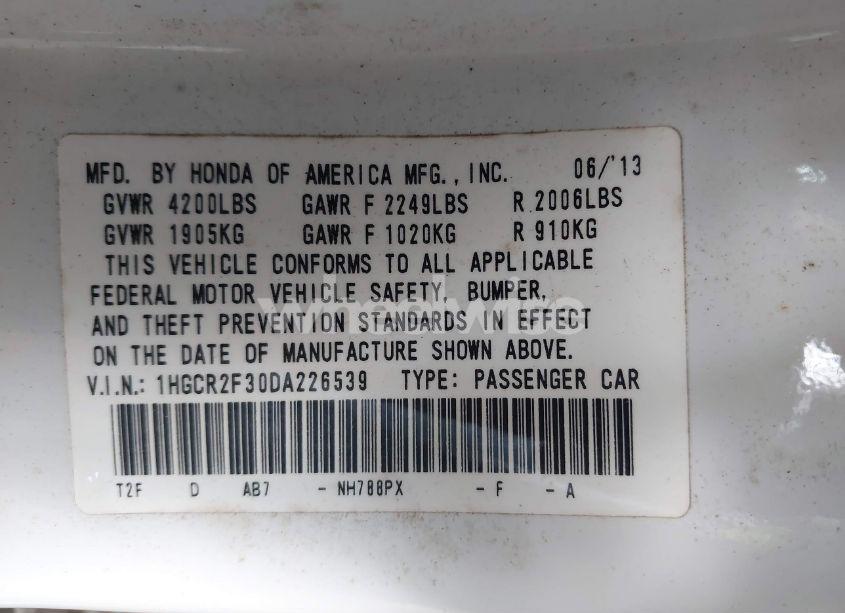 MFD. BY HONDA OF AMERICA MFG., INC. 06/'13
GVWR 4200LBS GAWR F 2249LBS R 2006LBS
GVWR 1905KG GAWR F 1020KG R 910KG
THIS VEHICLE CONFORMS TO ALL APPLICABLE
FEDERAL MOTOR VEHICLE SAFETY, BUMPER,
AND THEFT PREVENTION STANDARDS IN EFFECT
ON THE DATE OF MANUFACTURE SHOWN ABOVE.
V.I.N.: 1HGCR2F30DA226539 TYPE: PASSENGER CAR
T2F D AB7 - NH788PX - F - A